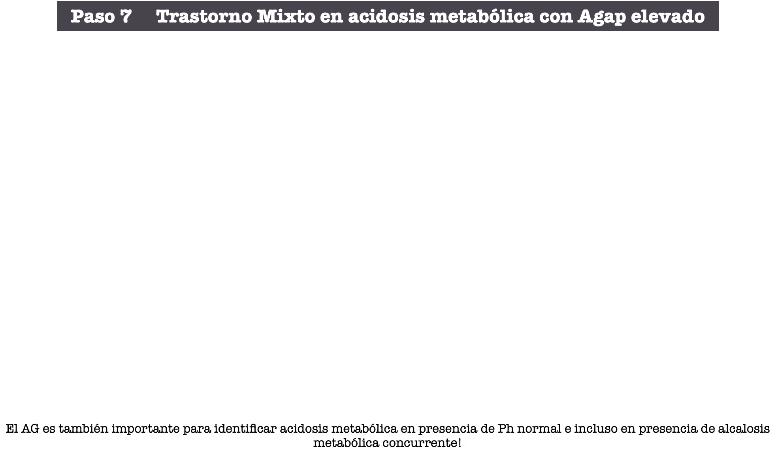 Paso 7 Trastorno Mixto en acidosis metabólica con Agap elevado
El AG es también importante para identificar acidosis metabólica en presencia de Ph normal e incluso en presencia de alcalosis
metabólica concurrente!